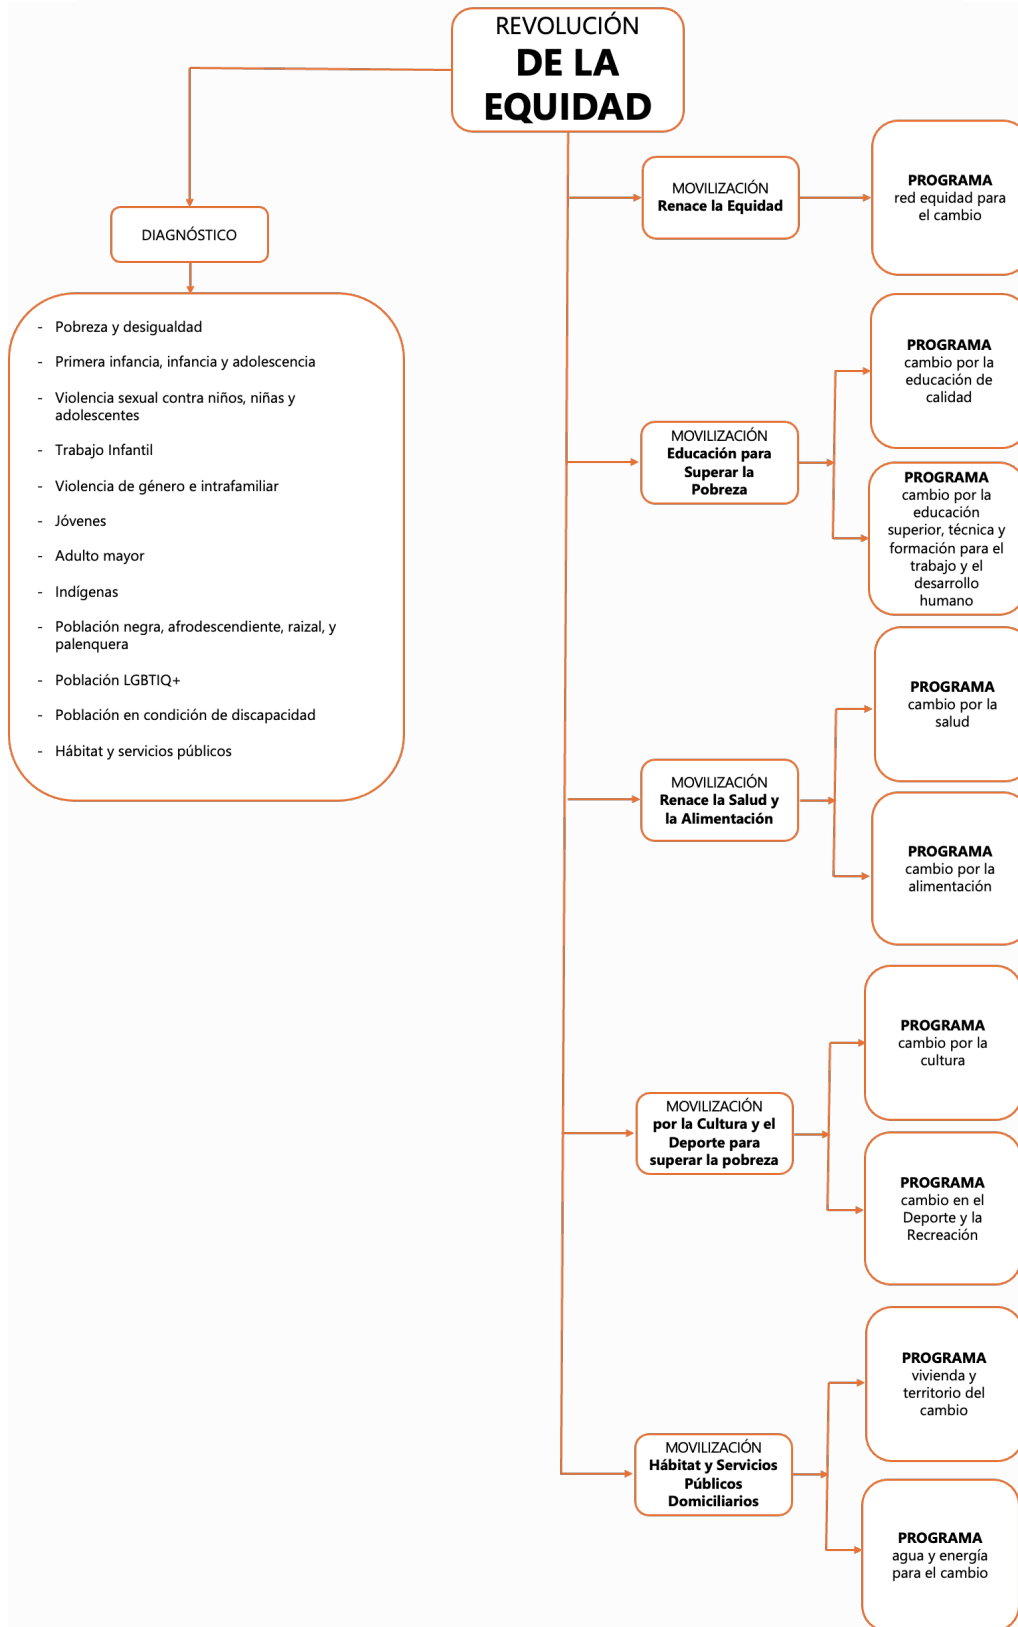 REVOLUCIÓN
DE LA
EQUIDAD
DIAGNÓSTICO
- Pobreza y desigualdad
- Primera infancia, infancia y adolescencia
- Violencia sexual contra niños, niñas y
adolescentes
- Trabajo Infantil
- Violencia de género e intrafamiliar
- Jóvenes
- Adulto mayor
- Indígenas
- Población negra, afrodescendiente, raizal, y
palenquera
- Población LGBTIQ+
- Población en condición de discapacidad
- Hábitat y servicios públicos
MOVILIZACIÓN
Renace la Equidad
PROGRAMA
red equidad para
el cambio
MOVILIZACIÓN
Educación para
Superar la
Pobreza
PROGRAMA
cambio por la
educación de
calidad
PROGRAMA
cambio por la
educación
superior, técnica y
formación para el
trabajo y el
desarrollo
humano
MOVILIZACIÓN
Renace la Salud y
la Alimentación
PROGRAMA
cambio por la
salud
PROGRAMA
cambio por la
alimentación
MOVILIZACIÓN
por la Cultura y el
Deporte para
superar la pobreza
PROGRAMA
cambio por la
cultura
PROGRAMA
cambio en el
Deporte y la
Recreación
MOVILIZACIÓN
Hábitat y Servicios
Públicos
Domiciliarios
PROGRAMA
vivienda y
territorio del
cambio
PROGRAMA
agua y energía
para el cambio